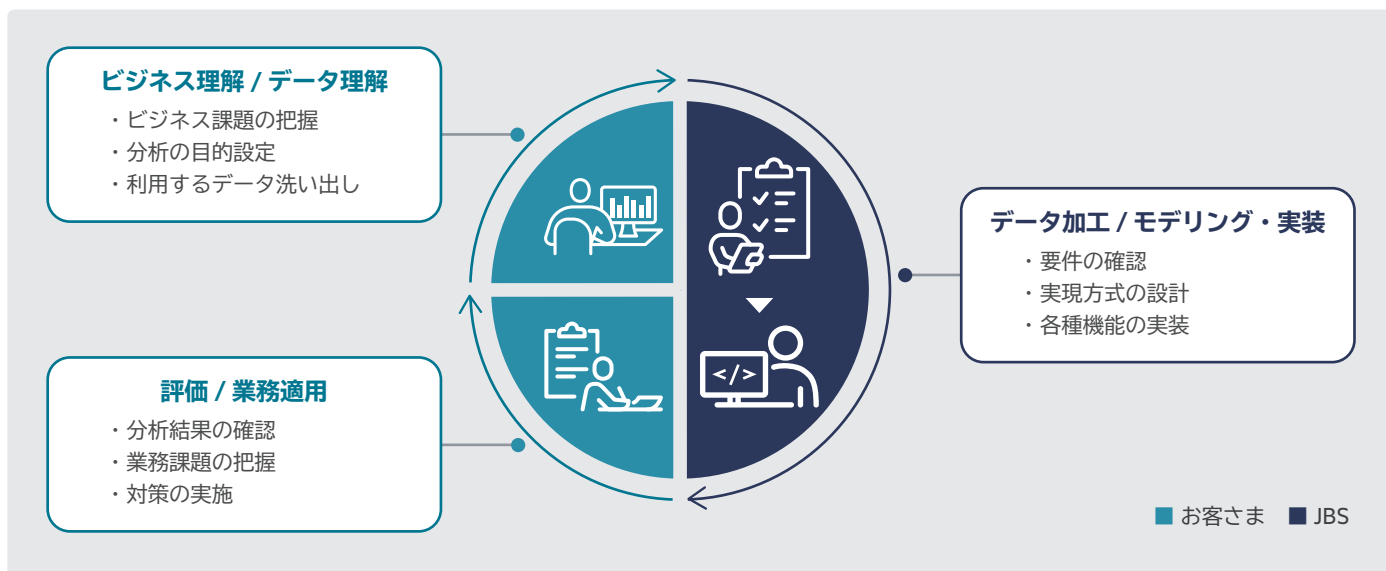 ビジネス理解 / データ理解
・ビジネス課題の把握
・分析の目的設定
・利用するデータ洗い出し
データ加工 / モデリング・実装
・要件の確認
・実現方式の設計
・各種機能の実装
</>
評価 / 業務適用
・分析結果の確認
・業務課題の把握
・対策の実施
お客さま
JBS